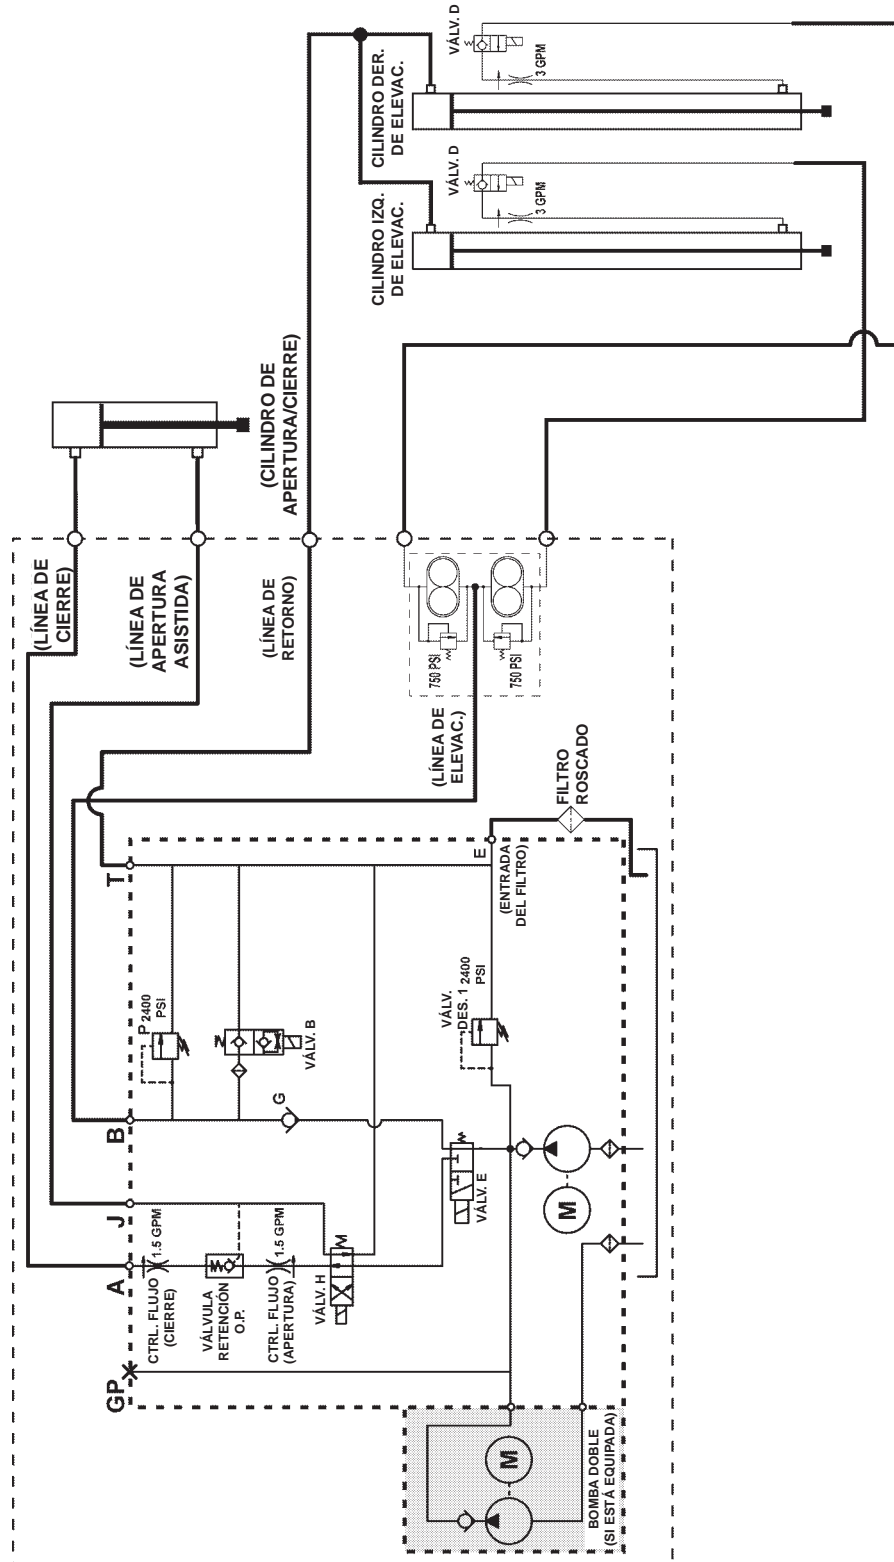 VÁLV. D
3 GPM
CILINDRO DER.
DE ELEVAC.
VÁLV. D
3 GPM
CILINDRO IZQ.
DE ELEVAC.
(CILINDRO DE
APERTURA/CIERRE)
(LÍNEA DE
CIERRE)
(LÍNEA DE
APERTURA
ASISTIDA)
(LÍNEA DE
RETORNO)
750 PSI
750 PSI
(LÍNEA DE
ELEVAC.)
FILTRO
ROSCADO
T
E
(ENTRADA
DEL FILTRO)
P 2400
PSI
VÁLV. B
VÁLV.
DES. 1 2400
PSI
B
G
VÁLV. E
M
J
A
1.5 GPM
CTRL. FLUJO
(CIERRE)
VÁLVULA
RETENCIÓN
O.P.
1.5 GPM
CTRL. FLUJO
(APERTURA)
VÁLV. H
GP
M
BOMBA DOBLE
(SI ESTÁ EQUIPADA)